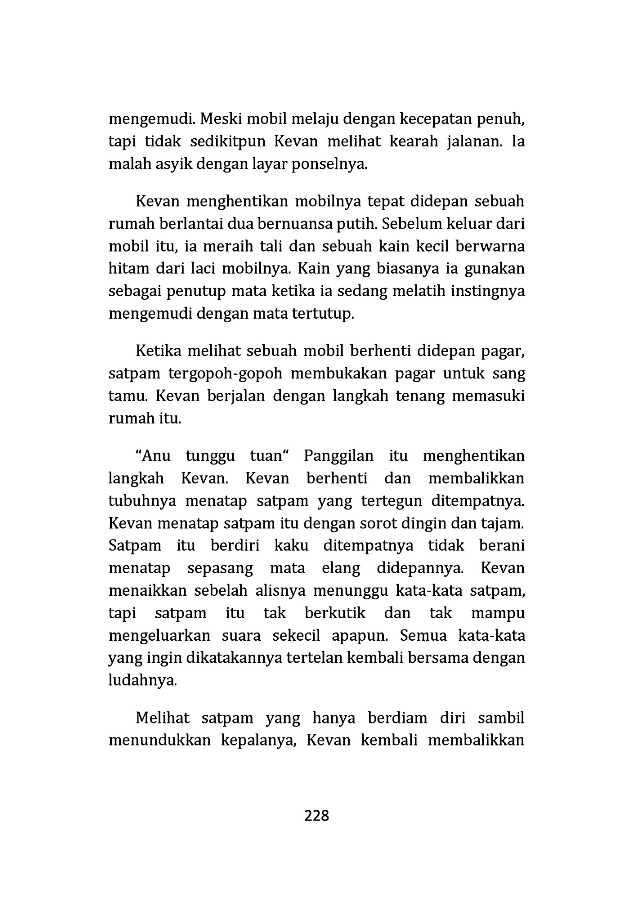 mengemudi. Meski mobil melaju dengan kecepatan penuh,
tapi tidak sedikitpun Kevan melihat kearah jalanan. Ia
malah asyik dengan layar ponselnya.
Kevan menghentikan mobilnya tepat didepan sebuah
rumah berlantai dua bernuansa putih. Sebelum keluar dari
mobil itu, ia meraih tali dan sebuah kain kecil berwarna
hitam dari laci mobilnya. Kain yang biasanya ia gunakan
sebagai penutup mata ketika ia sedang melatih instingnya
mengemudi dengan mata tertutup.
Ketika melihat sebuah mobil berhenti didepan pagar,
satpam tergopoh-gopoh membukakan pagar untuk sang
tamu. Kevan berjalan dengan langkah tenang memasuki
rumah itu.
“Anu tunggu tuan“ Panggilan itu menghentikan
langkah Kevan. Kevan berhenti dan membalikkan
tubuhnya menatap satpam yang tertegun ditempatnya.
Kevan menatap satpam itu dengan sorot dingin dan tajam.
Satpam itu berdiri kaku ditempatnya tidak berani
menatap sepasang mata elang didepannya. Kevan
menaikkan sebelah alisnya menunggu kata-kata satpam,
tapi satpam itu tak berkutik dan tak mampu
mengeluarkan suara sekecil apapun. Semua kata-kata
yang ingin dikatakannya tertelan kembali bersama dengan
ludahnya.
Melihat satpam yang hanya berdiam diri sambil
menundukkan kepalanya, Kevan kembali membalikkan
228